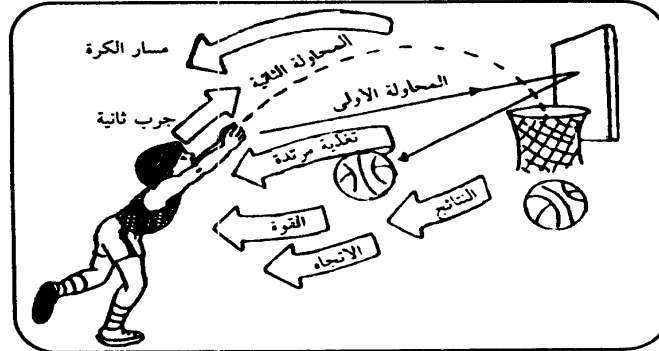 مسار الكرة
المحاولة الثانية
المحاولة الاولى
جرب ثانية
تغذية مرتدة
النتائج
القوة
الاتجاه